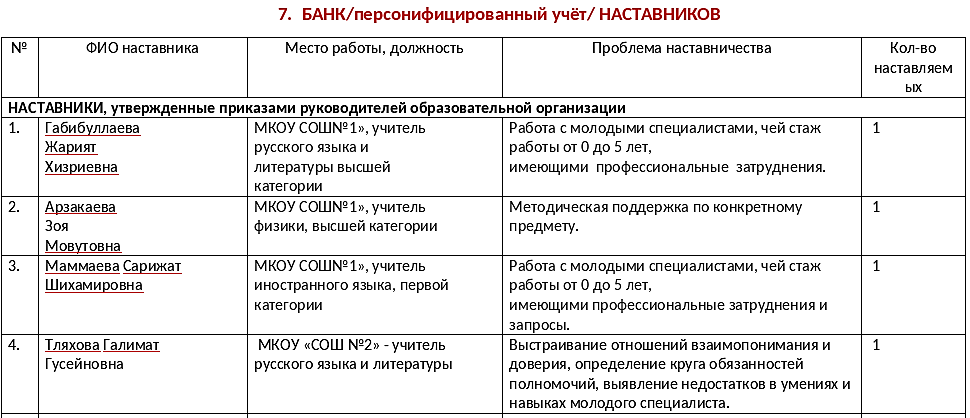 7. БАНК/персонифицированный учёт/ НАСТАВНИКОВ
№ ФИО наставника Место работы, должность Проблема наставничества Кол-во
наставляем
ых
НАСТАВНИКИ, утвержденные приказами руководителей образовательной организации
1. Габибуллаева МКОУ СОШ№1», учитель Работа с молодыми специалистами, чей стаж 1
Жарият русского языка и работы от 0 до 5 лет,
Хизриевна литературы высшей имеющими профессиональные затруднения.
категории
2. Арзакаева МКОУ СОШ№1», учитель Методическая поддержка по конкретному 1
Зоя физики, высшей категории предмету.
Мовутовна
3. Маммаева Сарижат МКОУ СОШ№1», учитель Работа с молодыми специалистами, чей стаж 1
Шихамировна иностранного языка, первой работы от 0 до 5 лет,
категории имеющими профессиональные затруднения и
запросы.
4. Тляхова Галимат МКОУ «СОШ №2» - учитель Выстраивание отношений взаимопонимания и 1
Гусейновна русского языка и литературы доверия, определение круга обязанностей
полномочий, выявление недостатков в умениях и
навыках молодого специалиста.